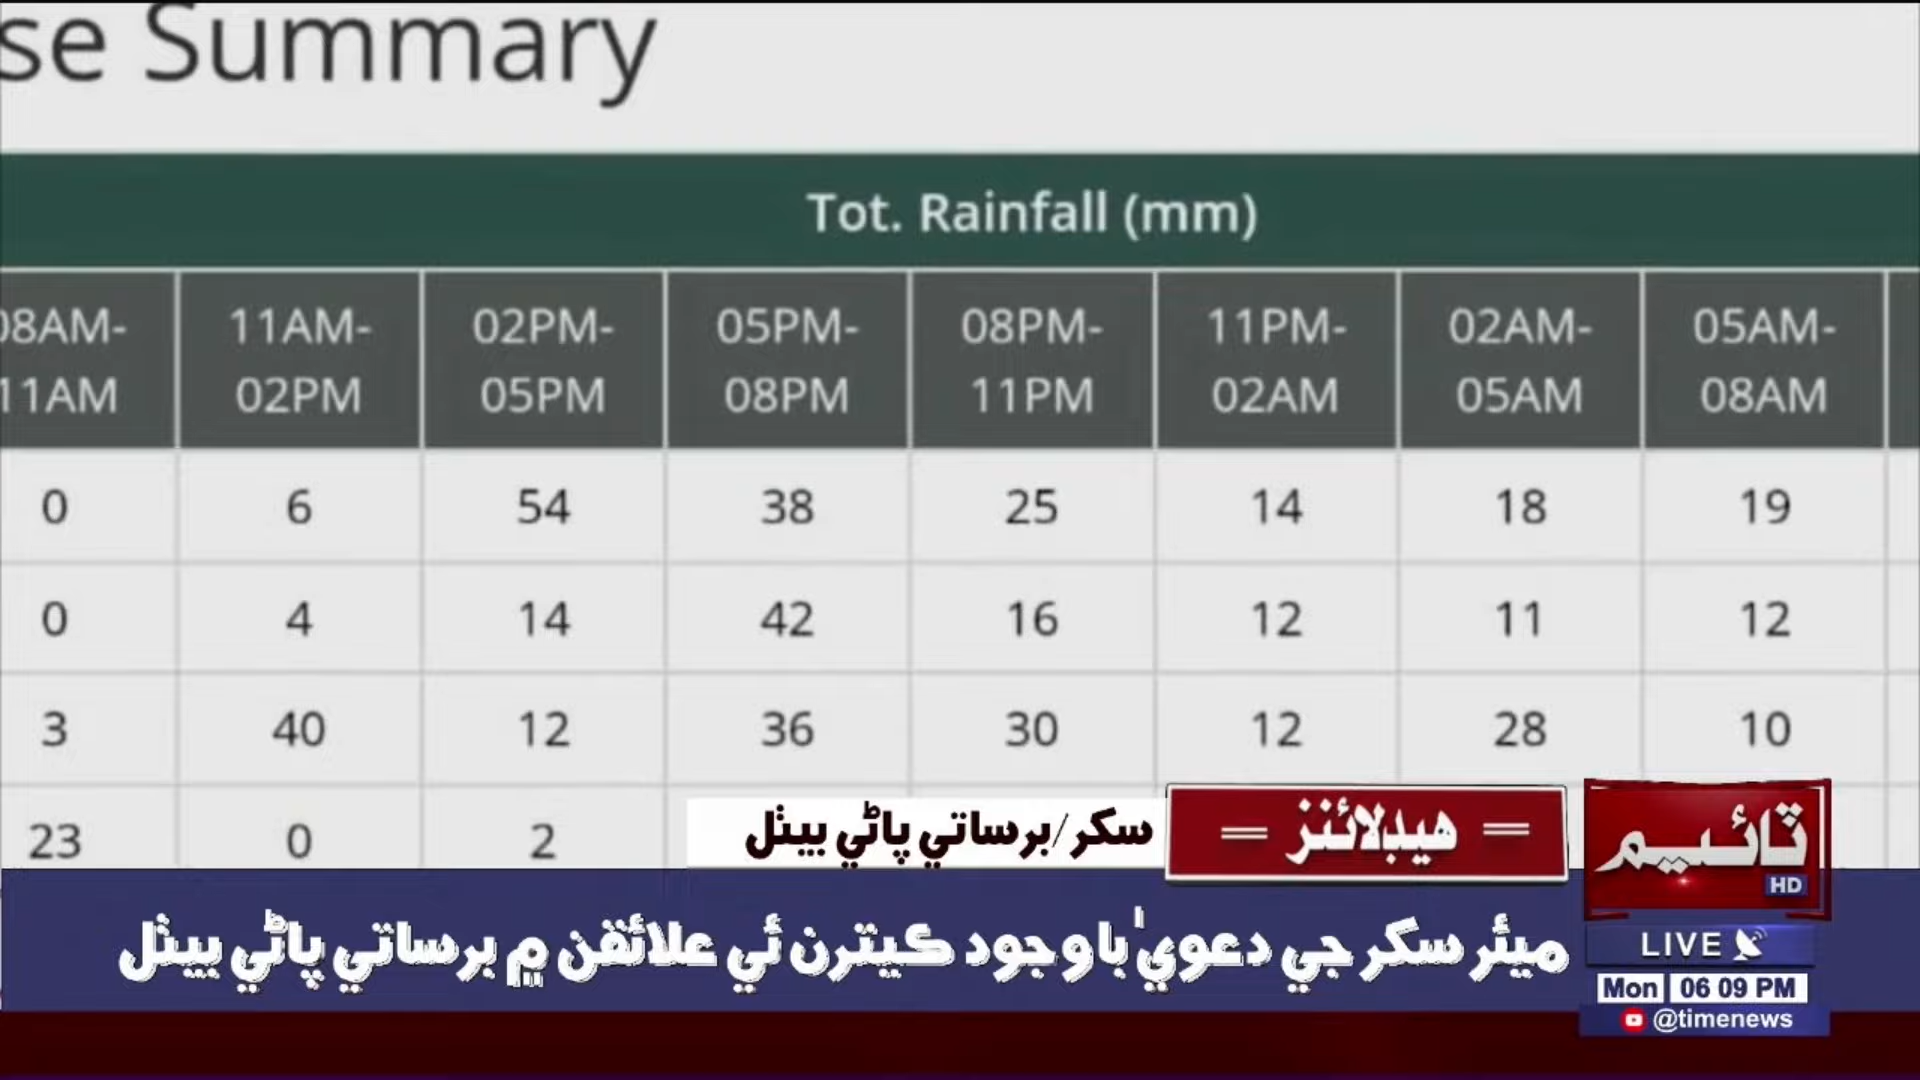 se Summary
Tot. Rainfall (mm)
08AM-11AM 11AM-02PM 02PM-05PM 05PM-08PM 08PM-11PM 11PM-02AM 02AM-05AM 05AM-08AM
0 6 54 38 25 14 18 19
0 4 14 42 16 12 11 12
3 40 12 36 30 12 28 10
23 0 2
سکر/برساتي پاڻي بيٺل
هيڊلائنز
ٽائيم
HD
ميئر سکر جي دعويٰ باوجود ڪيترن ئي علائقن ۾ برساتي پاڻي بيٺل
LIVE
Mon 06 09 PM
@timenews